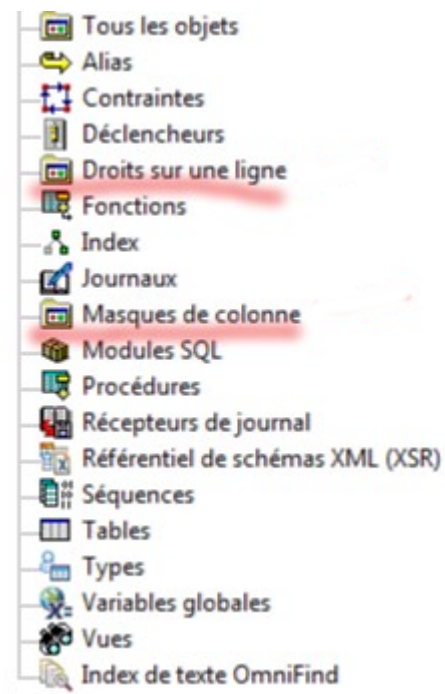 Tous les objets
Alias
Contraintes
Déclencheurs
Droits sur une ligne
Fonctions
Index
Journaux
Masques de colonne
Modules SQL
Procédures
Récepteurs de journal
Référentiel de schémas XML (XSR)
Séquences
Tables
Types
Variables globales
Vues
Index de texte OmniFind